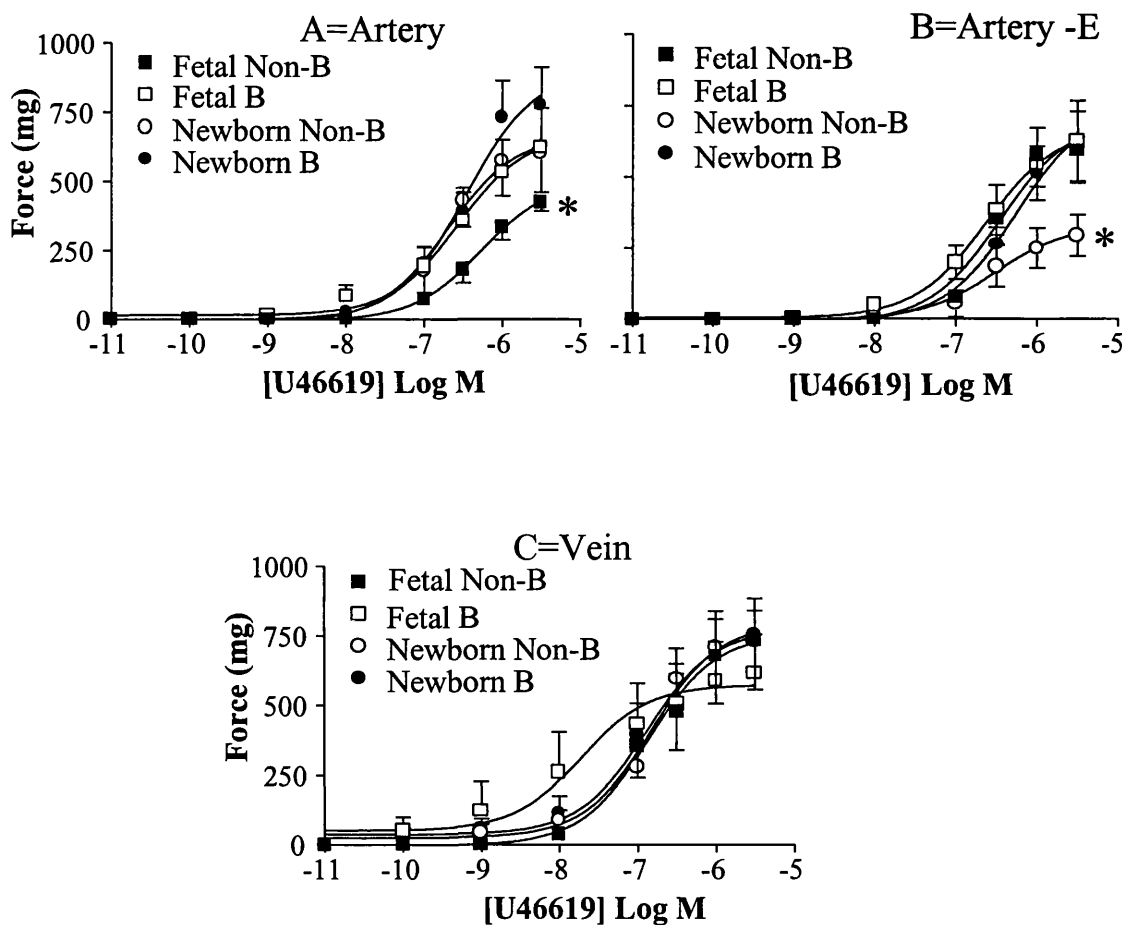 A=Artery
1000
750
500
250
0
Force (mg)
Fetal Non-B
Fetal B
Newborn Non-B
Newborn B
*
-11 -10 -9 -8 -7 -6 -5
[U46619] Log M
B=Artery -E
Fetal Non-B
Fetal B
Newborn Non-B
Newborn B
*
-11 -10 -9 -8 -7 -6 -5
[U46619] Log M
C=Vein
1000
750
500
250
0
Force (mg)
Fetal Non-B
Fetal B
Newborn Non-B
Newborn B
-11 -10 -9 -8 -7 -6 -5
[U46619] Log M